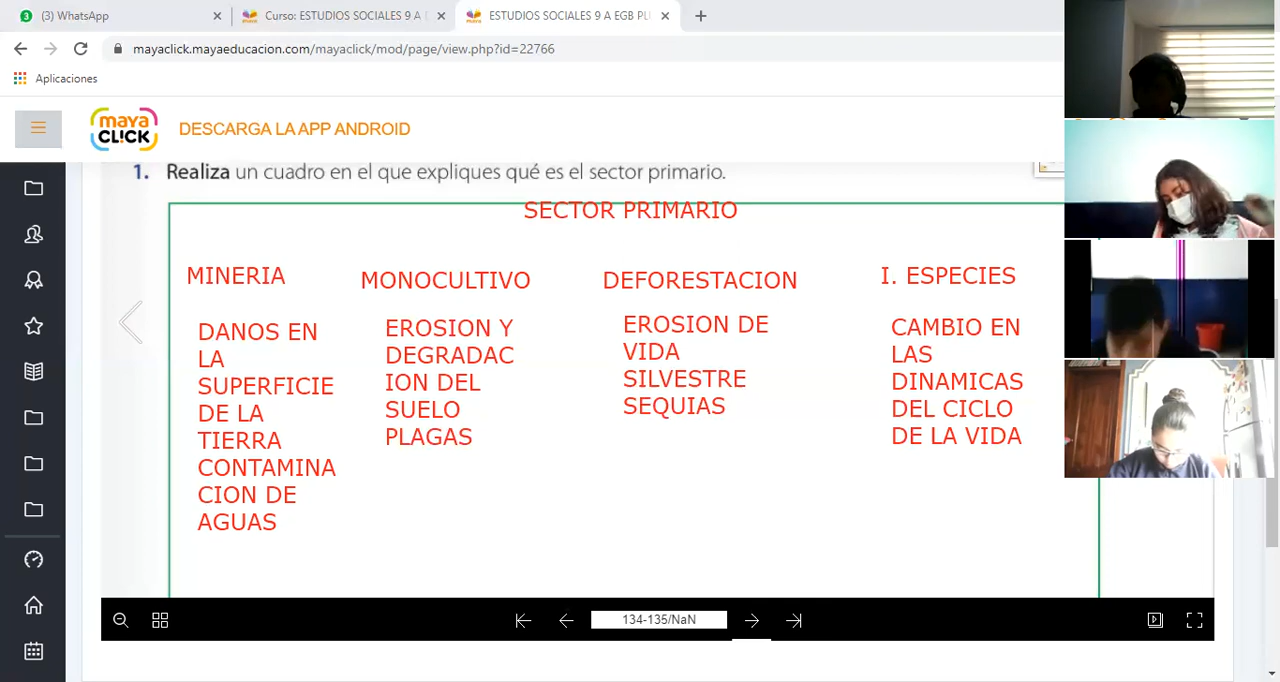 (3) WhatsApp
Curso: ESTUDIOS SOCIALES 9 A
ESTUDIOS SOCIALES 9 A EGB PLU
mayaclick.mayaeducacion.com/mayaclick/mod/page/view.php?id=22766
Aplicaciones
maya
CLICK
DESCARGA LA APP ANDROID
1. Realiza un cuadro en el que expliques qué es el sector primario.
SECTOR PRIMARIO
MINERIA
DANOS EN
LA
SUPERFICIE
DE LA
TIERRA
CONTAMINA
CION DE
AGUAS
MONOCULTIVO
EROSION Y
DEGRADAC
ION DEL
SUELO
PLAGAS
DEFORESTACION
EROSION DE
VIDA
SILVESTRE
SEQUIAS
I. ESPECIES
CAMBIO EN
LAS
DINAMICAS
DEL CICLO
DE LA VIDA
134-135/NaN